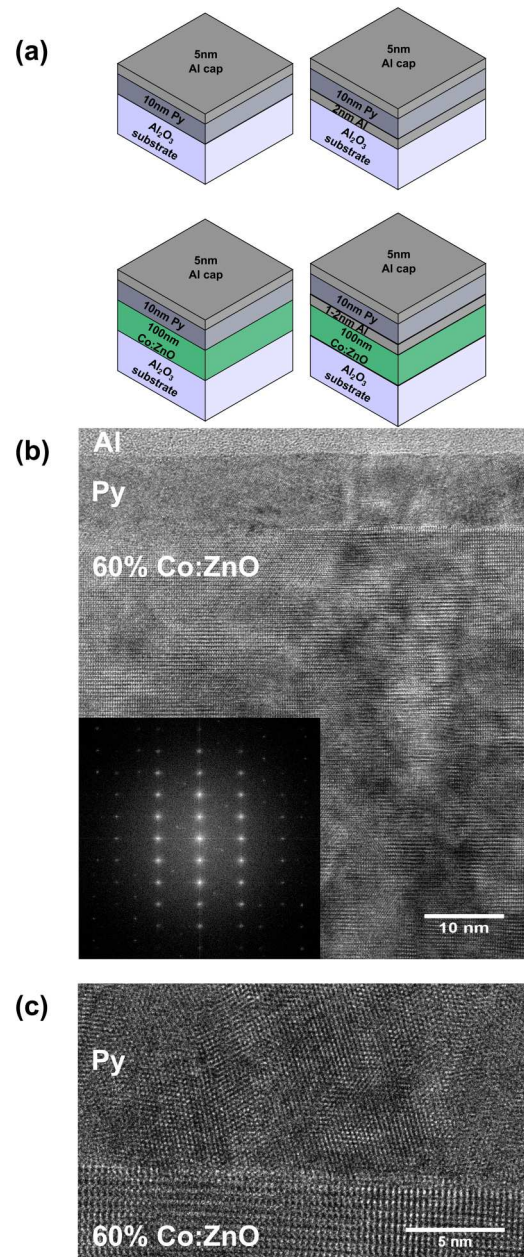 (a)
5nm
Al cap
10nm Py
Al₂O₃
substrate
5nm
Al cap
10nm Py
2nm Al
Al₂O₃
substrate
5nm
Al cap
10nm Py
100nm
Co:ZnO
Al₂O₃
substrate
5nm
Al cap
10nm Py
1-2nm Al
100nm
Co:ZnO
Al₂O₃
substrate
(b)
Al
Py
60% Co:ZnO
10 nm
(c)
Py
60% Co:ZnO
5 nm